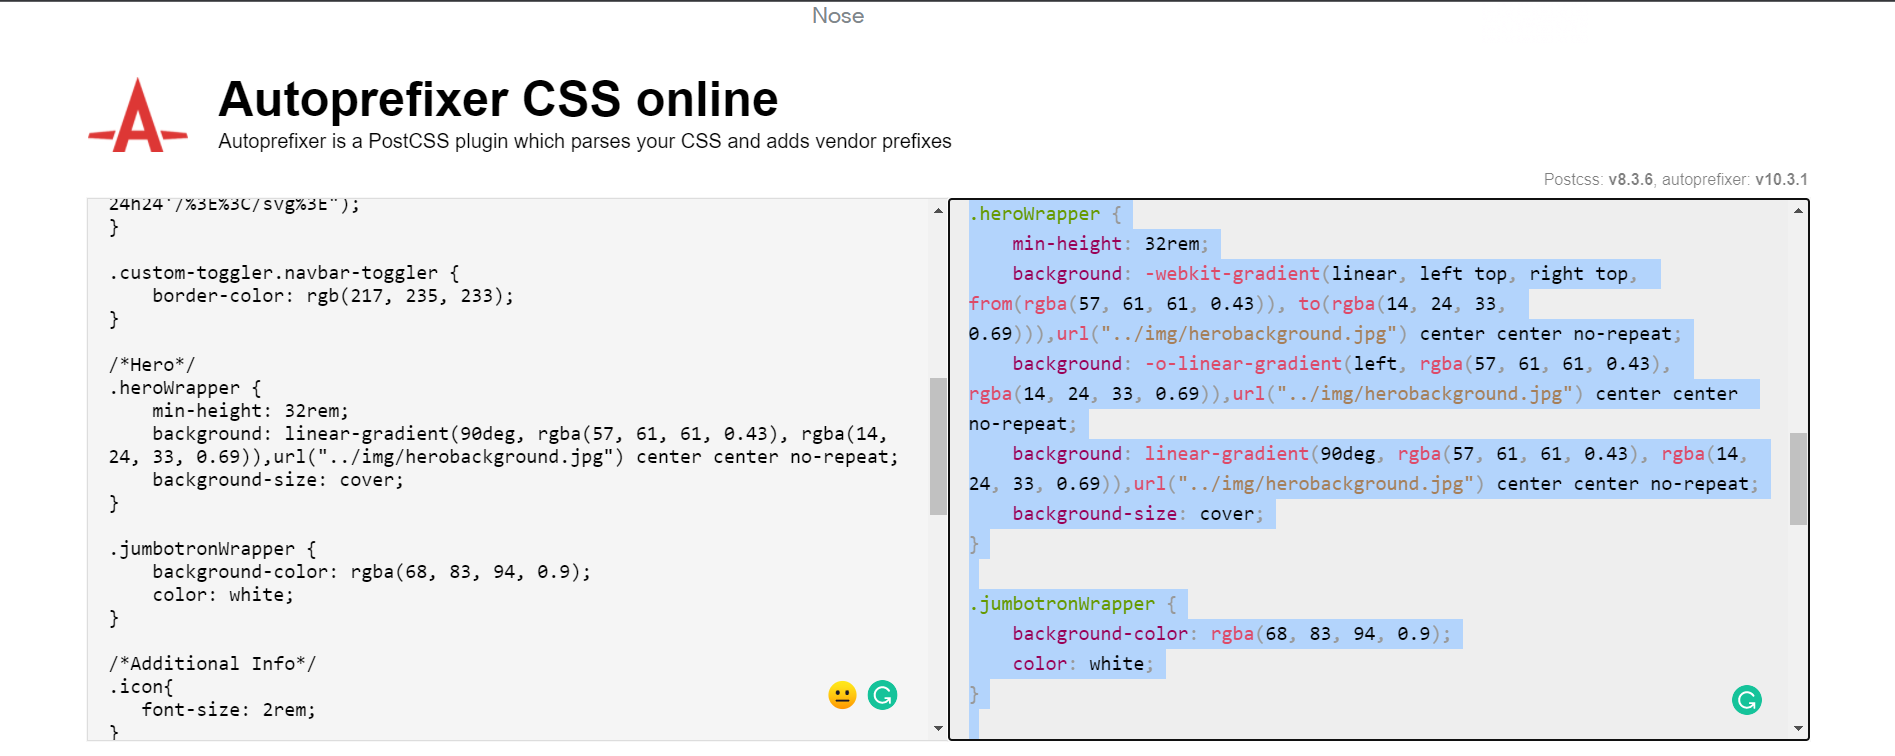 Nose
Autoprefixer CSS online
Autoprefixer is a PostCSS plugin which parses your CSS and adds vendor prefixes
Postcss: v8.3.6, autoprefixer: v10.3.1
24h24'/%3E%3C/svg%3E");
}
.custom-toggler.navbar-toggler {
    border-color: rgb(217, 235, 233);
}
/*Hero*/
.heroWrapper {
    min-height: 32rem;
    background: linear-gradient(90deg, rgba(57, 61, 61, 0.43), rgba(14,
24, 33, 0.69)),url("../img/herobackground.jpg") center center no-repeat;
    background-size: cover;
}
.jumbotronWrapper {
    background-color: rgba(68, 83, 94, 0.9);
    color: white;
}
/*Additional Info*/
.icon{
   font-size: 2rem;
}
.heroWrapper {
    min-height: 32rem;
    background: -webkit-gradient(linear, left top, right top,
from(rgba(57, 61, 61, 0.43)), to(rgba(14, 24, 33,
0.69))),url("../img/herobackground.jpg") center center no-repeat;
    background: -o-linear-gradient(left, rgba(57, 61, 61, 0.43),
rgba(14, 24, 33, 0.69)),url("../img/herobackground.jpg") center center
no-repeat;
    background: linear-gradient(90deg, rgba(57, 61, 61, 0.43), rgba(14,
24, 33, 0.69)),url("../img/herobackground.jpg") center center no-repeat;
    background-size: cover;
}
.jumbotronWrapper {
    background-color: rgba(68, 83, 94, 0.9);
    color: white;
}